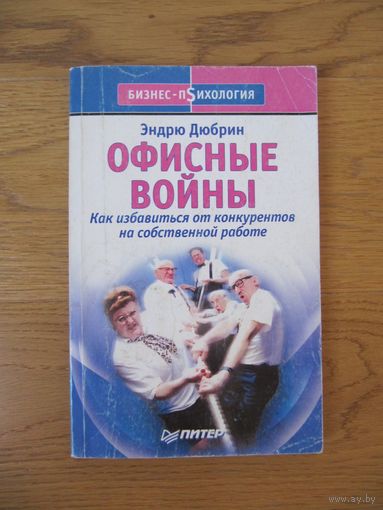 БИЗНЕС-ПSИХОЛОГИЯ
Эндрю Дюбрин
ОФИСНЫЕ
ВОЙНЫ
Как избавиться от конкурентов
на собственной работе
ПИТЕР
www.ay.by